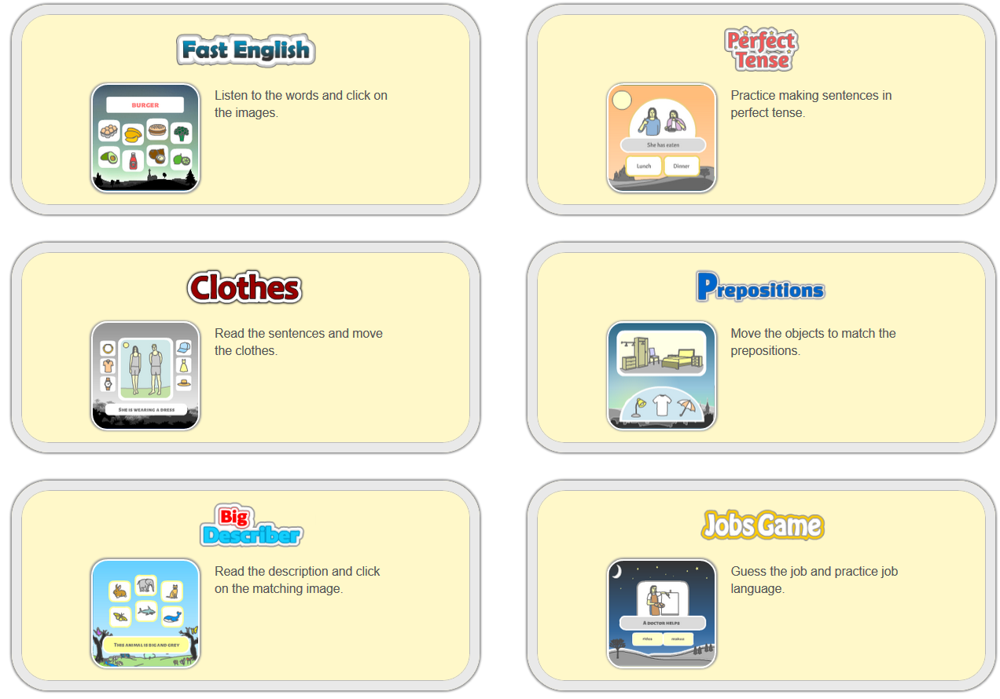 Fast English
BURGER
Listen to the words and click on
the images.
Perfect
Tense
She has eaten
Lunch
Dinner
Practice making sentences in
perfect tense.
Clothes
SHE IS WEARING A DRESS
Read the sentences and move
the clothes.
Prepositions
Move the objects to match the
prepositions.
Big
Describer
THIS ANIMAL IS BIG AND GREY
Read the description and click
on the matching image.
Jobs Game
A DOCTOR HELPS
Guess the job and practice job
language.